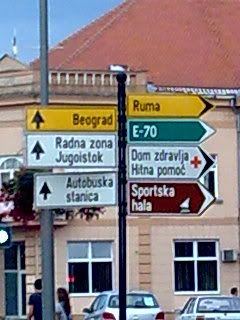 Beograd
Radna zona
Jugoistok
Autobuska
stanica
Ruma
E-70
Dom zdravlja
Hitna pomoć
Sportska
hala